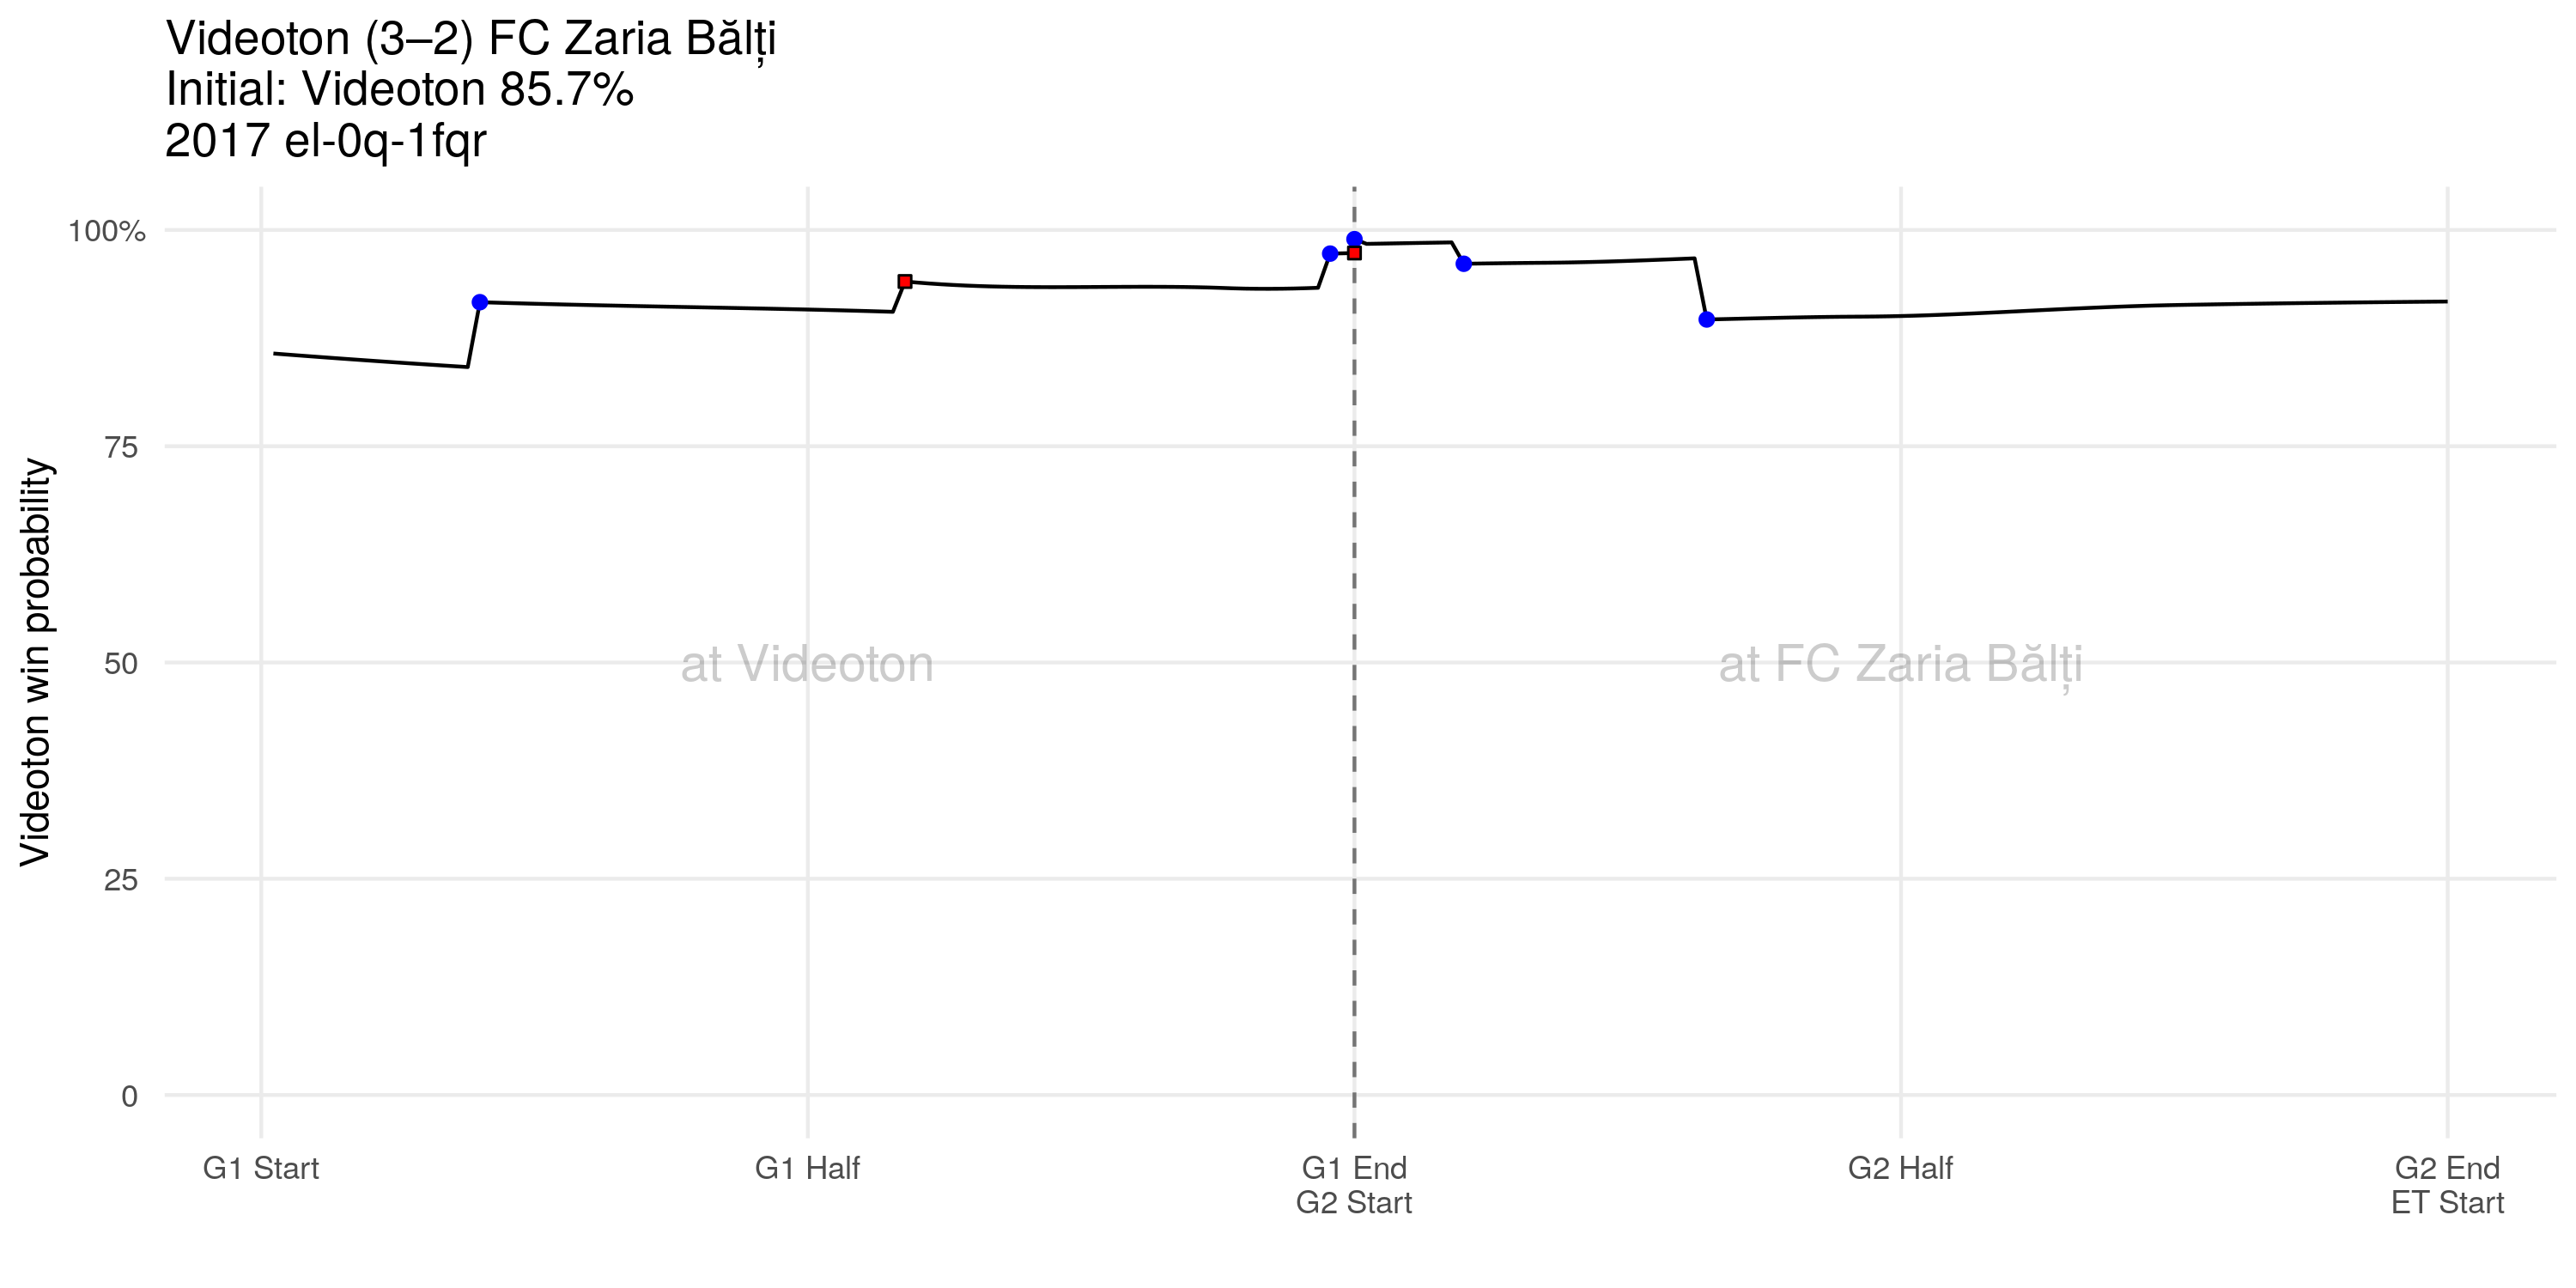 Videoton (3–2) FC Zaria Bălți
Initial: Videoton 85.7%
2017 el-0q-1fqr
Videoton win probability
100%
75
50
25
0
at Videoton
at FC Zaria Bălți
G1 Start
G1 Half
G1 End
G2 Start
G2 Half
G2 End
ET Start